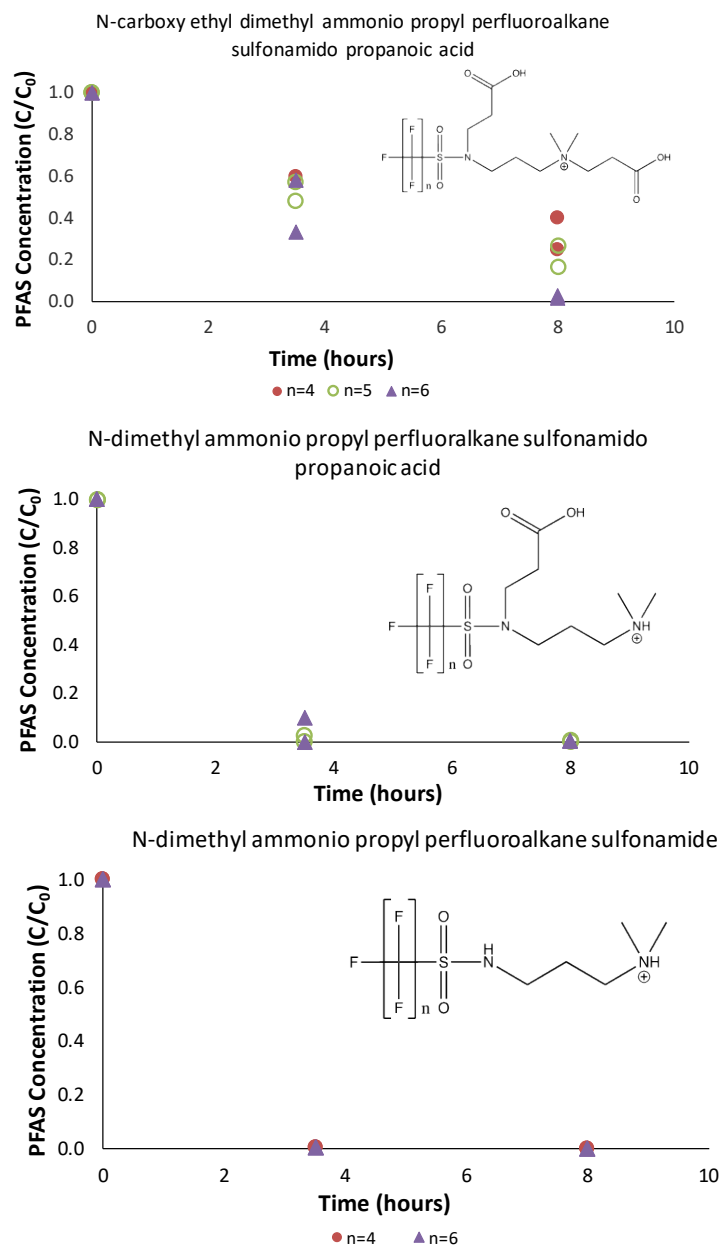 N-carboxy ethyl dimethyl ammonio propyl perfluoroalkane
sulfonamido propanoic acid
PFAS Concentration (C/C₀)
1.0
0.8
0.6
0.4
0.2
0.0
O
OH
F
F
F
n
O
S
O
N
N
⊕
O
OH
0
2
4
6
8
10
Time (hours)
n=4
n=5
n=6
N-dimethyl ammonio propyl perfluoralkane sulfonamido
propanoic acid
PFAS Concentration (C/C₀)
1.0
0.8
0.6
0.4
0.2
0.0
O
OH
F
F
F
n
O
S
O
N
NH
⊕
0
2
4
6
8
10
Time (hours)
N-dimethyl ammonio propyl perfluoroalkane sulfonamide
PFAS Concentration (C/C₀)
1.0
0.8
0.6
0.4
0.2
0.0
F
F
F
n
O
S
O
H
N
NH
⊕
0
2
4
6
8
10
Time (hours)
n=4
n=6